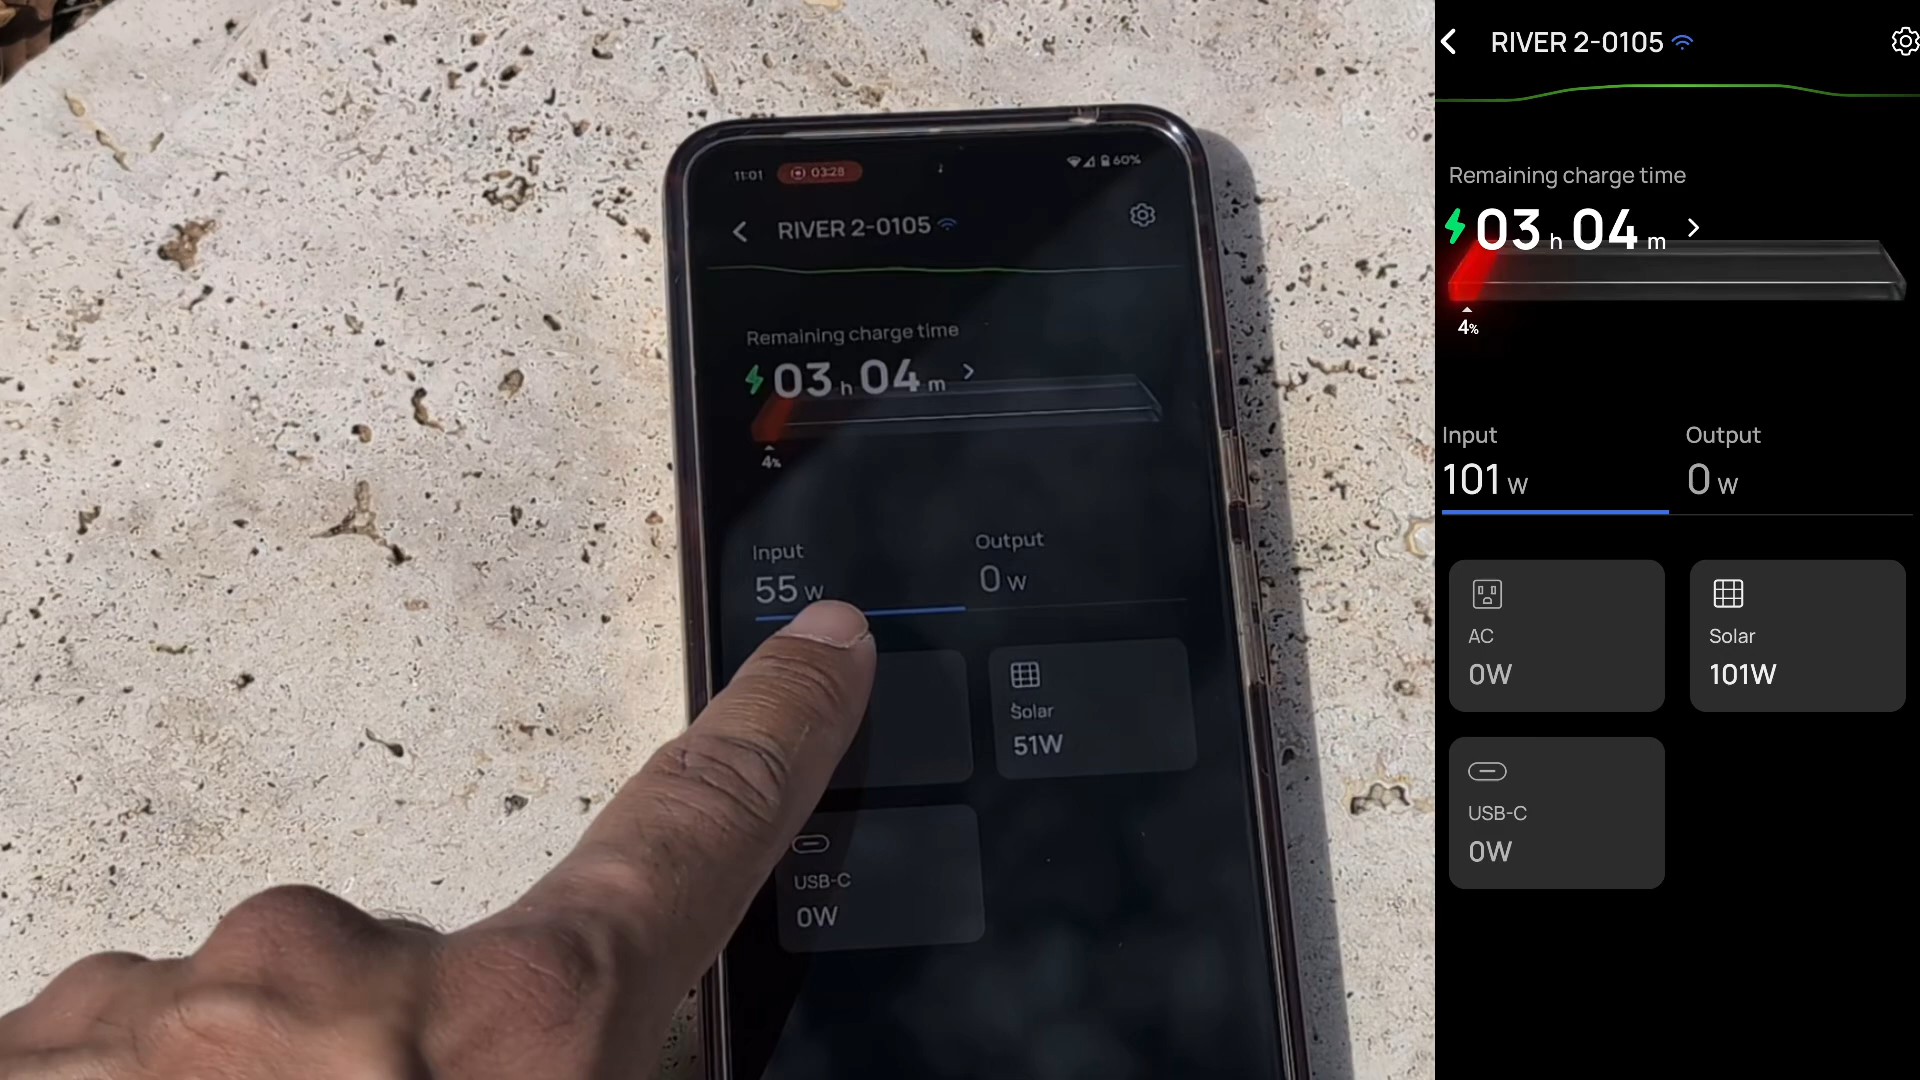 11:01
03:28
60%
RIVER 2-0105
Remaining charge time
03 h 04 m
4%
Input
Output
55 W
0 W
Solar
51W
USB-C
0W
RIVER 2-0105
Remaining charge time
03 h 04 m
4%
Input
Output
101 W
0 W
AC
0W
Solar
101W
USB-C
0W